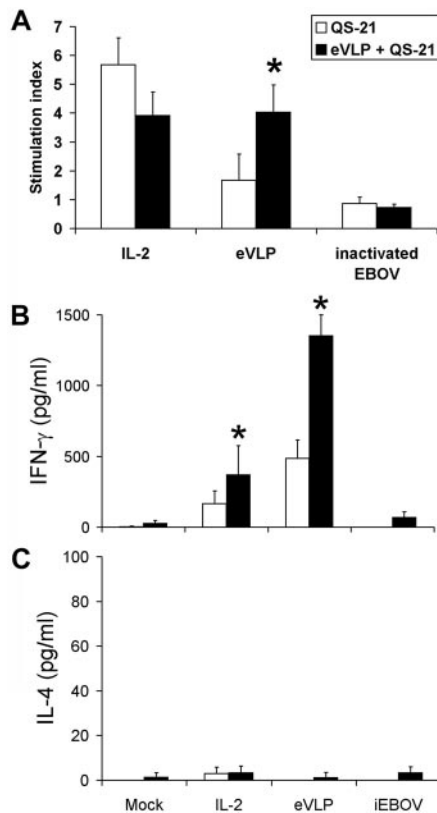 A
QS-21
eVLP + QS-21
Stimulation index
7
6
5
4
3
2
1
0
*
IL-2
eVLP
inactivated
EBOV
B
IFN-γ (pg/ml)
1500
1000
500
0
*
*
C
IL-4 (pg/ml)
100
80
60
40
20
0
Mock
IL-2
eVLP
iEBOV